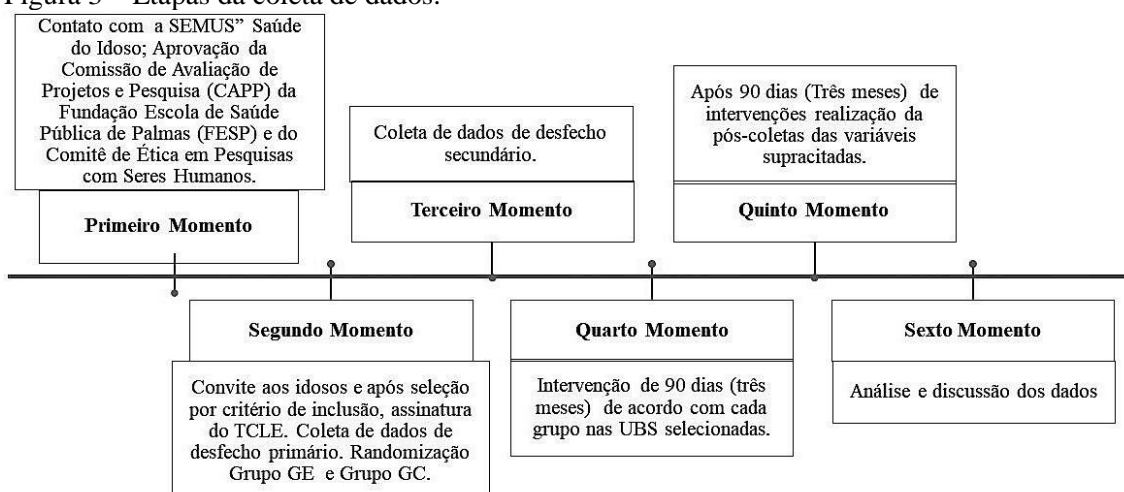 Figura 3 – Etapas da coleta de dados.
Contato com a SEMUS” Saúde
do Idoso; Aprovação da
Comissão de Avaliação de
Projetos e Pesquisa (CAPP) da
Fundação Escola de Saúde
Pública de Palmas (FESP) e do
Comitê de Ética em Pesquisas
com Seres Humanos.
Primeiro Momento
Segundo Momento
Convite aos idosos e após seleção
por critério de inclusão, assinatura
do TCLE. Coleta de dados de
desfecho primário. Randomização
Grupo GE e Grupo GC.
Coleta de dados de desfecho
secundário.
Terceiro Momento
Quarto Momento
Intervenção de 90 dias (três
meses) de acordo com cada
grupo nas UBS selecionadas.
Após 90 dias (Três meses) de
intervenções realização da
pós-coletas das variáveis
supracitadas.
Quinto Momento
Sexto Momento
Análise e discussão dos dados